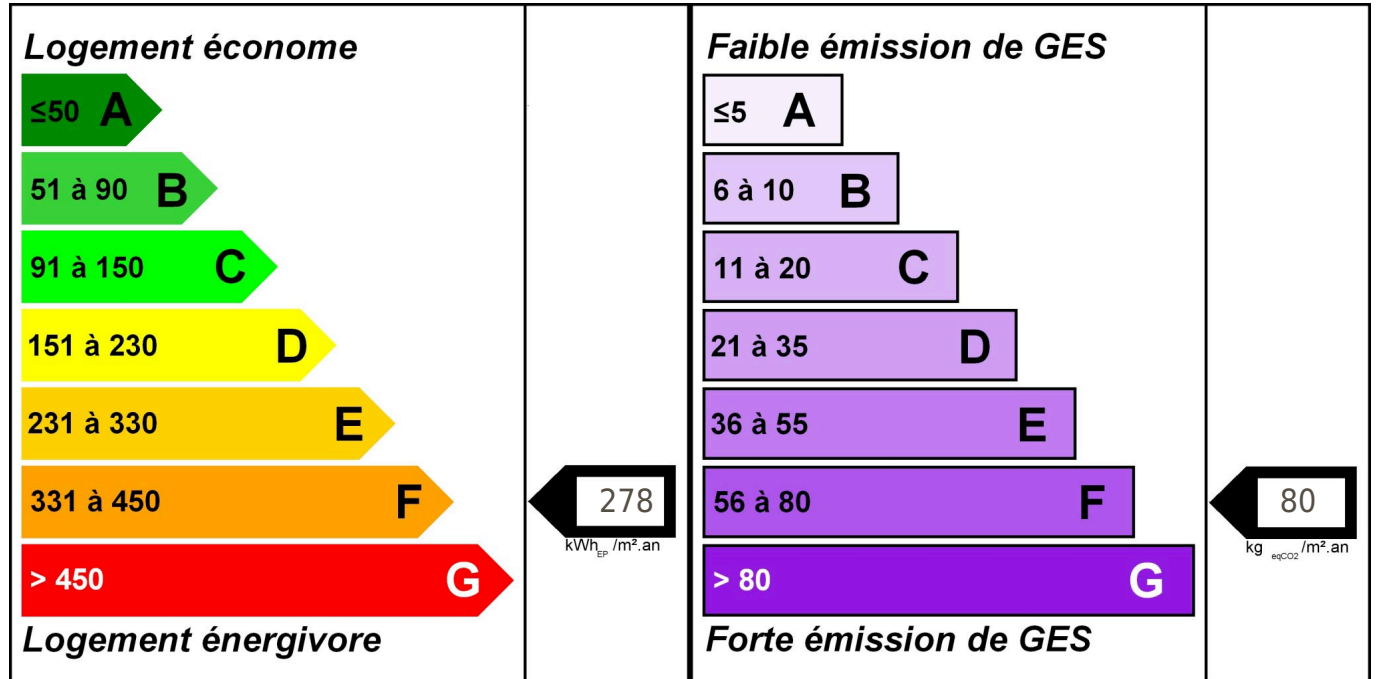 Logement économe
≤50 A
51 à 90 B
91 à 150 C
151 à 230 D
231 à 330 E
331 à 450 F
> 450 G
Logement énergivore
278
kWhEP /m².an
Faible émission de GES
≤5 A
6 à 10 B
11 à 20 C
21 à 35 D
36 à 55 E
56 à 80 F
> 80 G
Forte émission de GES
80
kg eqCO2 /m².an